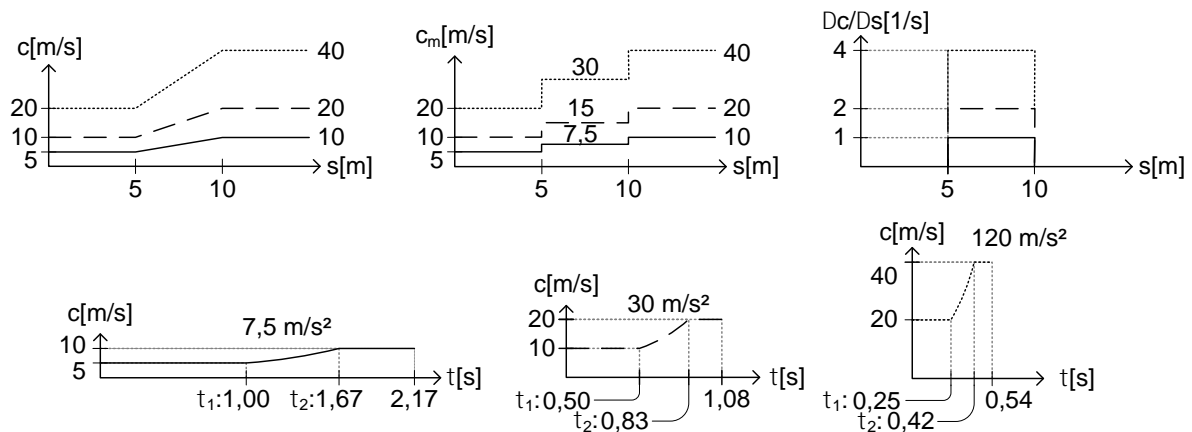 c[m/s]
40
20
20
10
10
5
s[m]
5
10
cₘ[m/s]
40
30
20
15
20
10
7,5
10
5
s[m]
5
10
Dc/Ds[1/s]
4
2
1
s[m]
5
10
c[m/s]
7,5 m/s²
10
5
t[s]
t₁:1,00
t₂:1,67
2,17
c[m/s]
30 m/s²
20
10
t[s]
t₁:0,50
t₂:0,83
1,08
c[m/s]
120 m/s²
40
20
t[s]
t₁:0,25
t₂:0,42
0,54